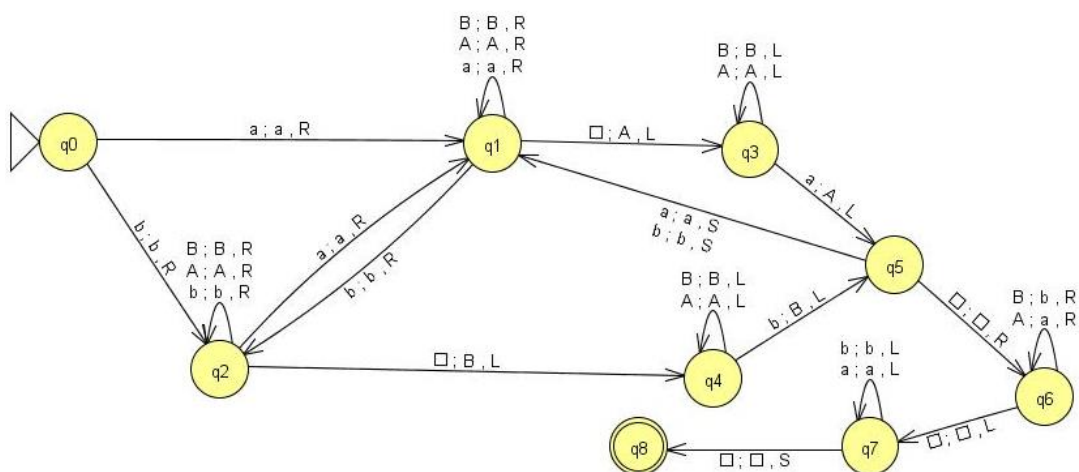 B ; B , R
A ; A , R
a ; a , R
B ; B , L
A ; A , L
q0
a ; a , R
q1
□ ; A , L
q3
b ; b , R
a ; a , R
b ; b , R
a ; a , S
b ; b , S
a ; A , L
B ; B , R
A ; A , R
b ; b , R
B ; B , L
A ; A , L
b ; B , L
q5
□ ; □ , R
B ; b , R
A ; a , R
q2
□ ; B , L
q4
b ; b , L
a ; a , L
q6
□ ; □ , L
q8
□ ; □ , S
q7